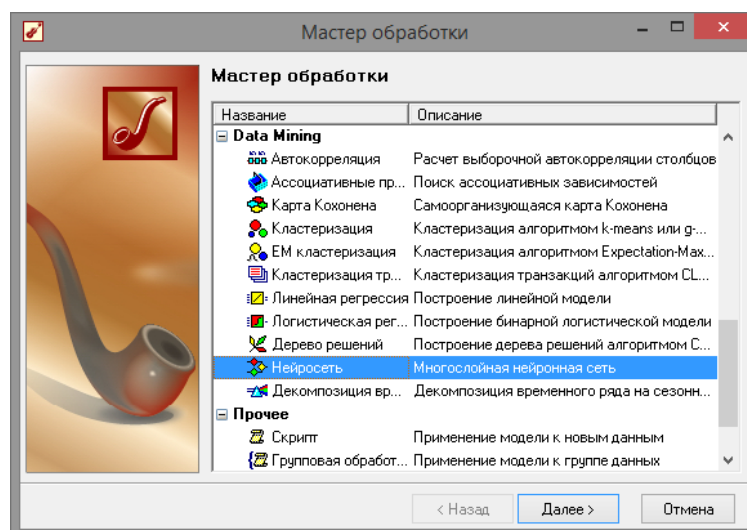 Мастер обработки
Мастер обработки
Название Описание
Data Mining
Автокорреляция Расчет выборочной автокорреляции столбцов
Ассоциативные пр... Поиск ассоциативных зависимостей
Карта Кохонена Самоорганизующаяся карта Кохонена
Кластеризация Кластеризация алгоритмом k-means или g-...
EM кластеризация Кластеризация алгоритмом Expectation-Max...
Кластеризация тр... Кластеризация транзакций алгоритмом CL...
Линейная регрессия Построение линейной модели
Логистическая рег... Построение бинарной логистической модели
Дерево решений Построение дерева решений алгоритмом C...
Нейросеть Многослойная нейронная сеть
Декомпозиция вр... Декомпозиция временного ряда на сезонн...
Прочее
Скрипт Применение модели к новым данным
Групповая обработ... Применение модели к группе данных
< Назад Далее > Отмена